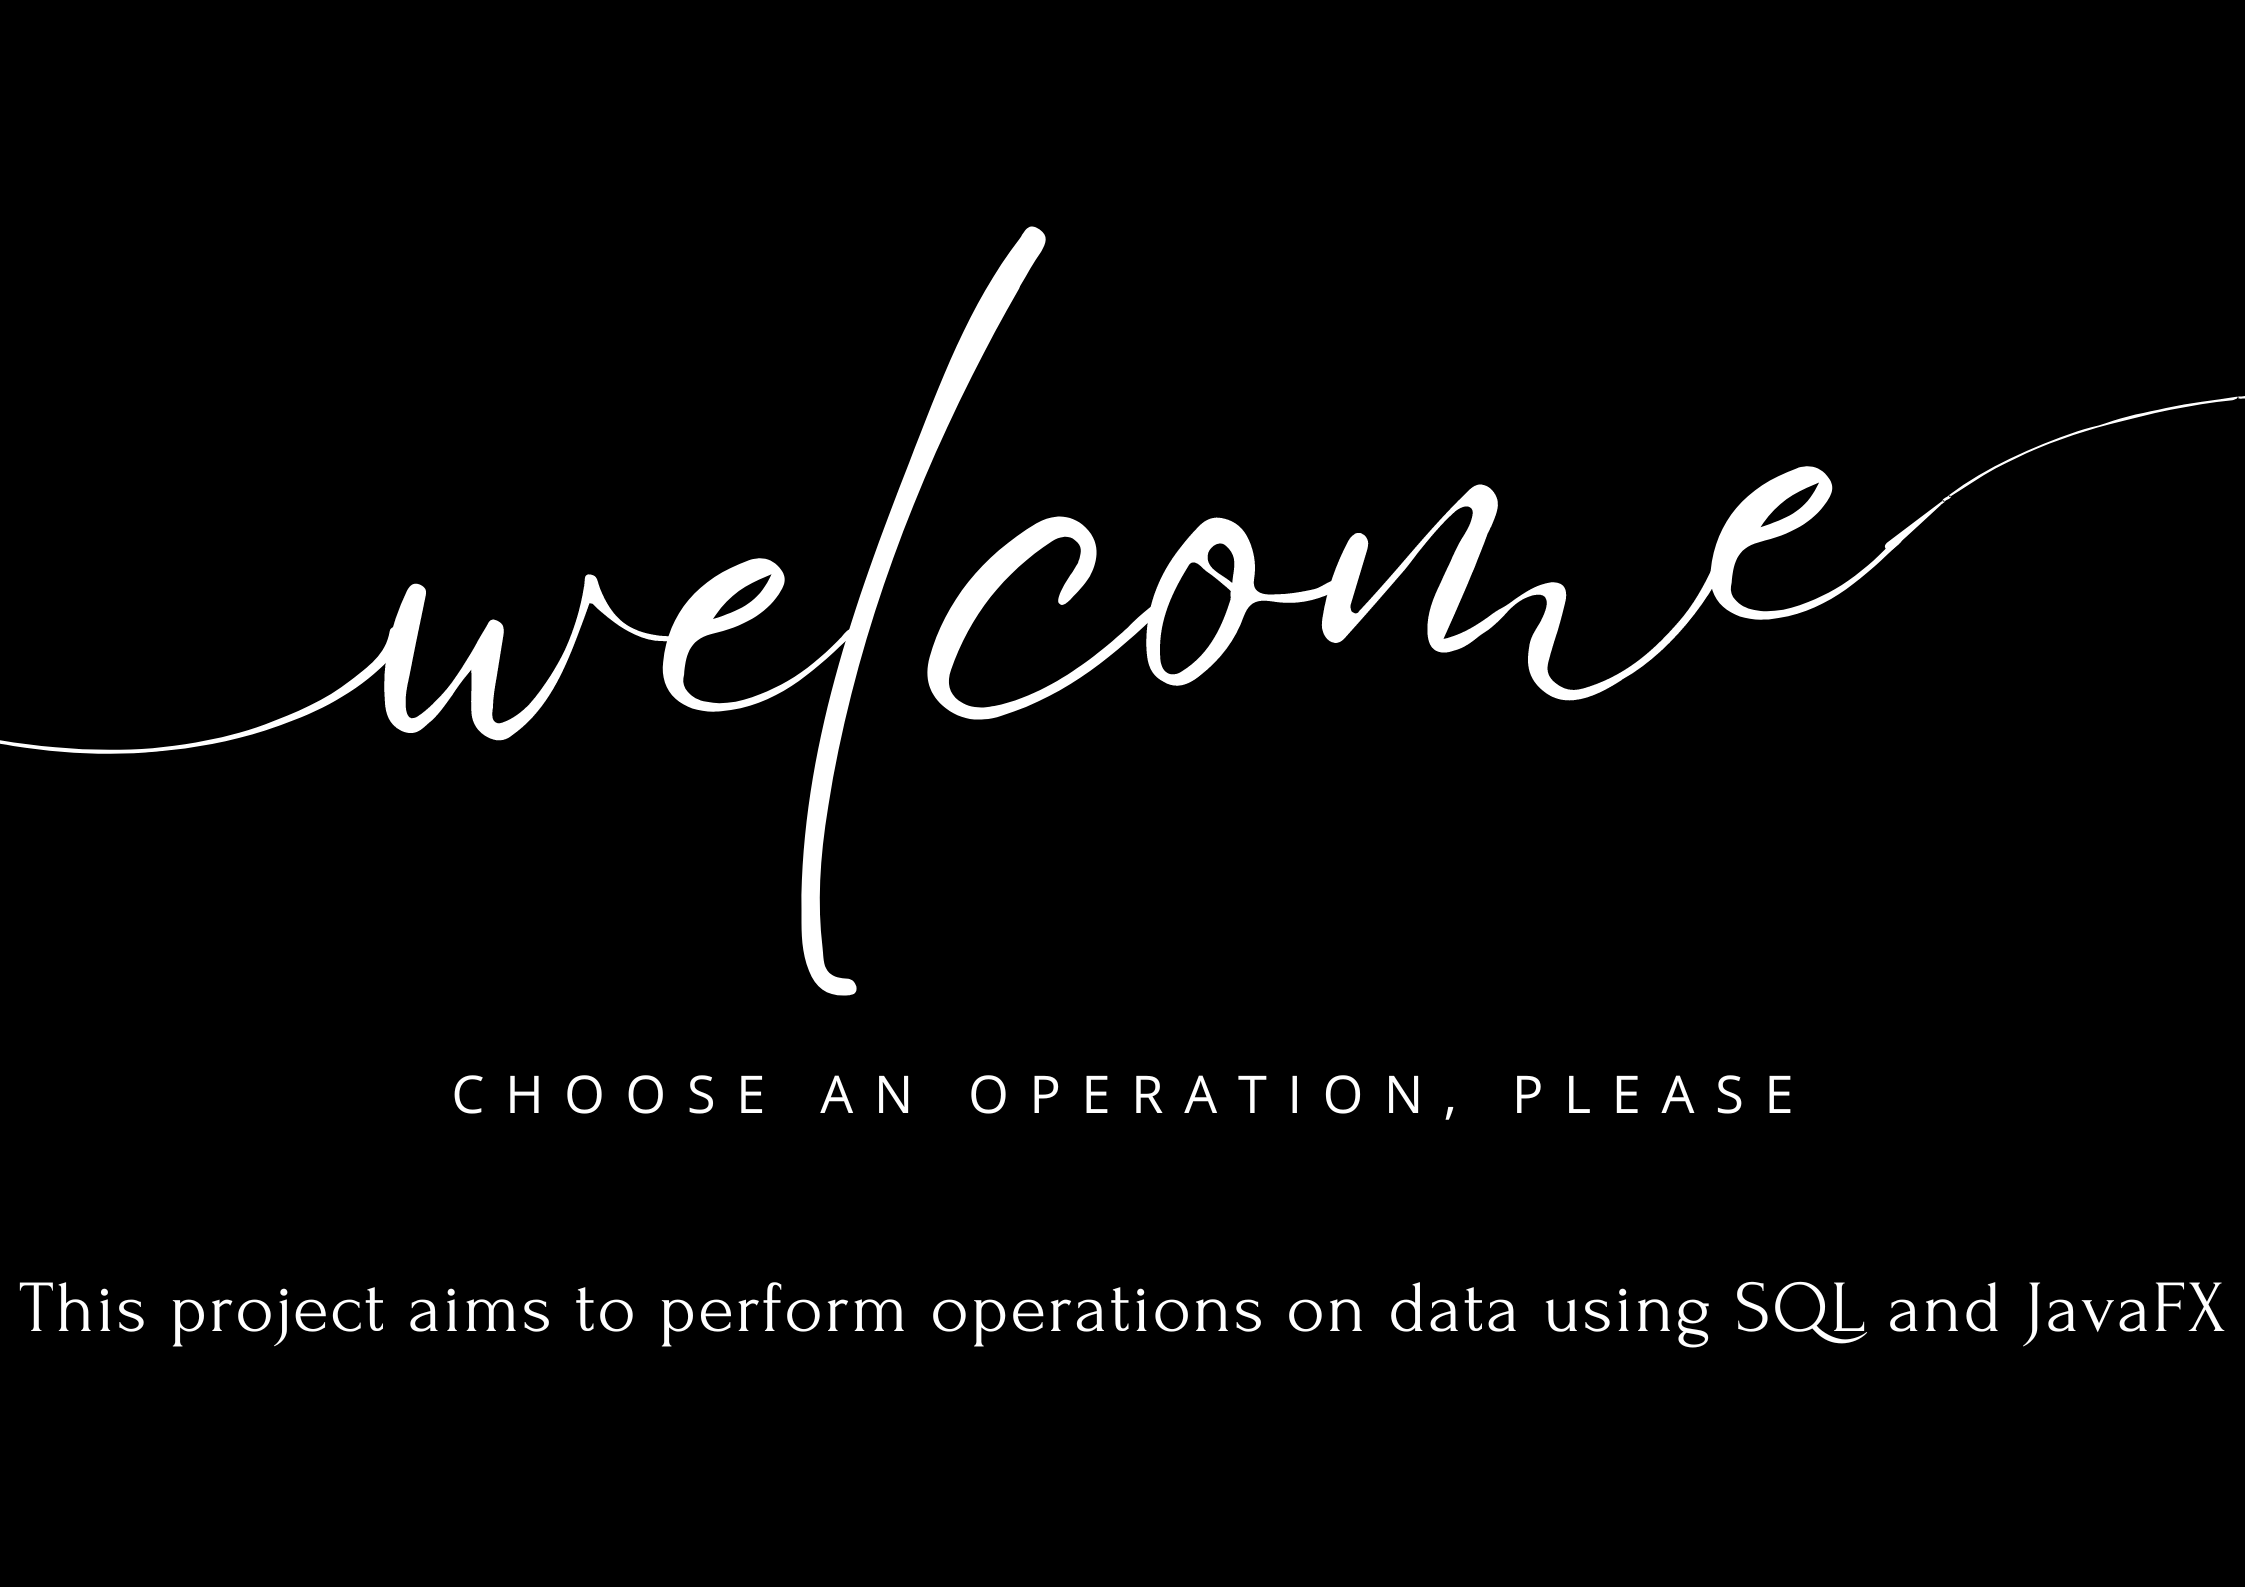 welcome
CHOOSE AN OPERATION, PLEASE
This project aims to perform operations on data using SQL and JavaFX